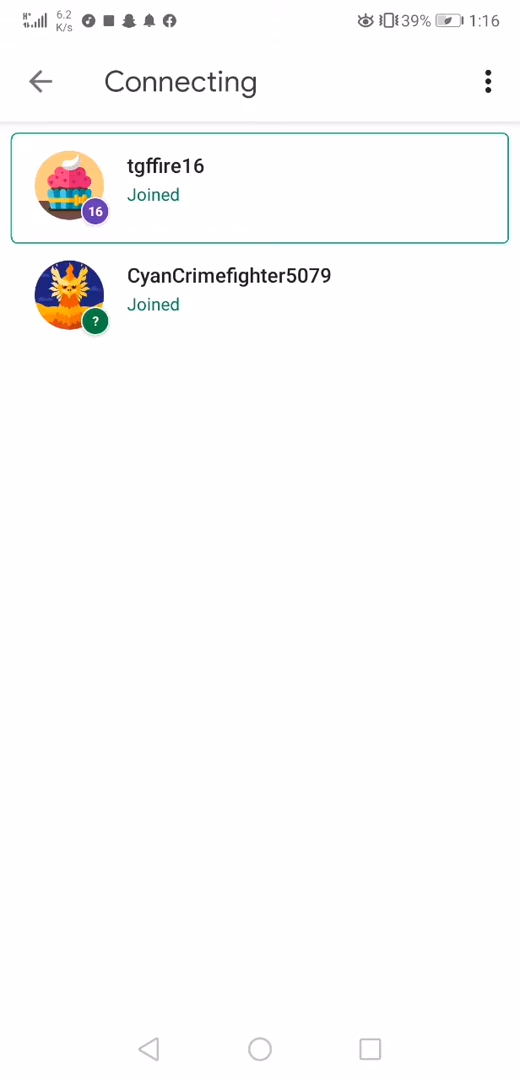 6.2
K/s
39%
1:16
Connecting
tgffire16
Joined
16
CyanCrimefighter5079
Joined
?